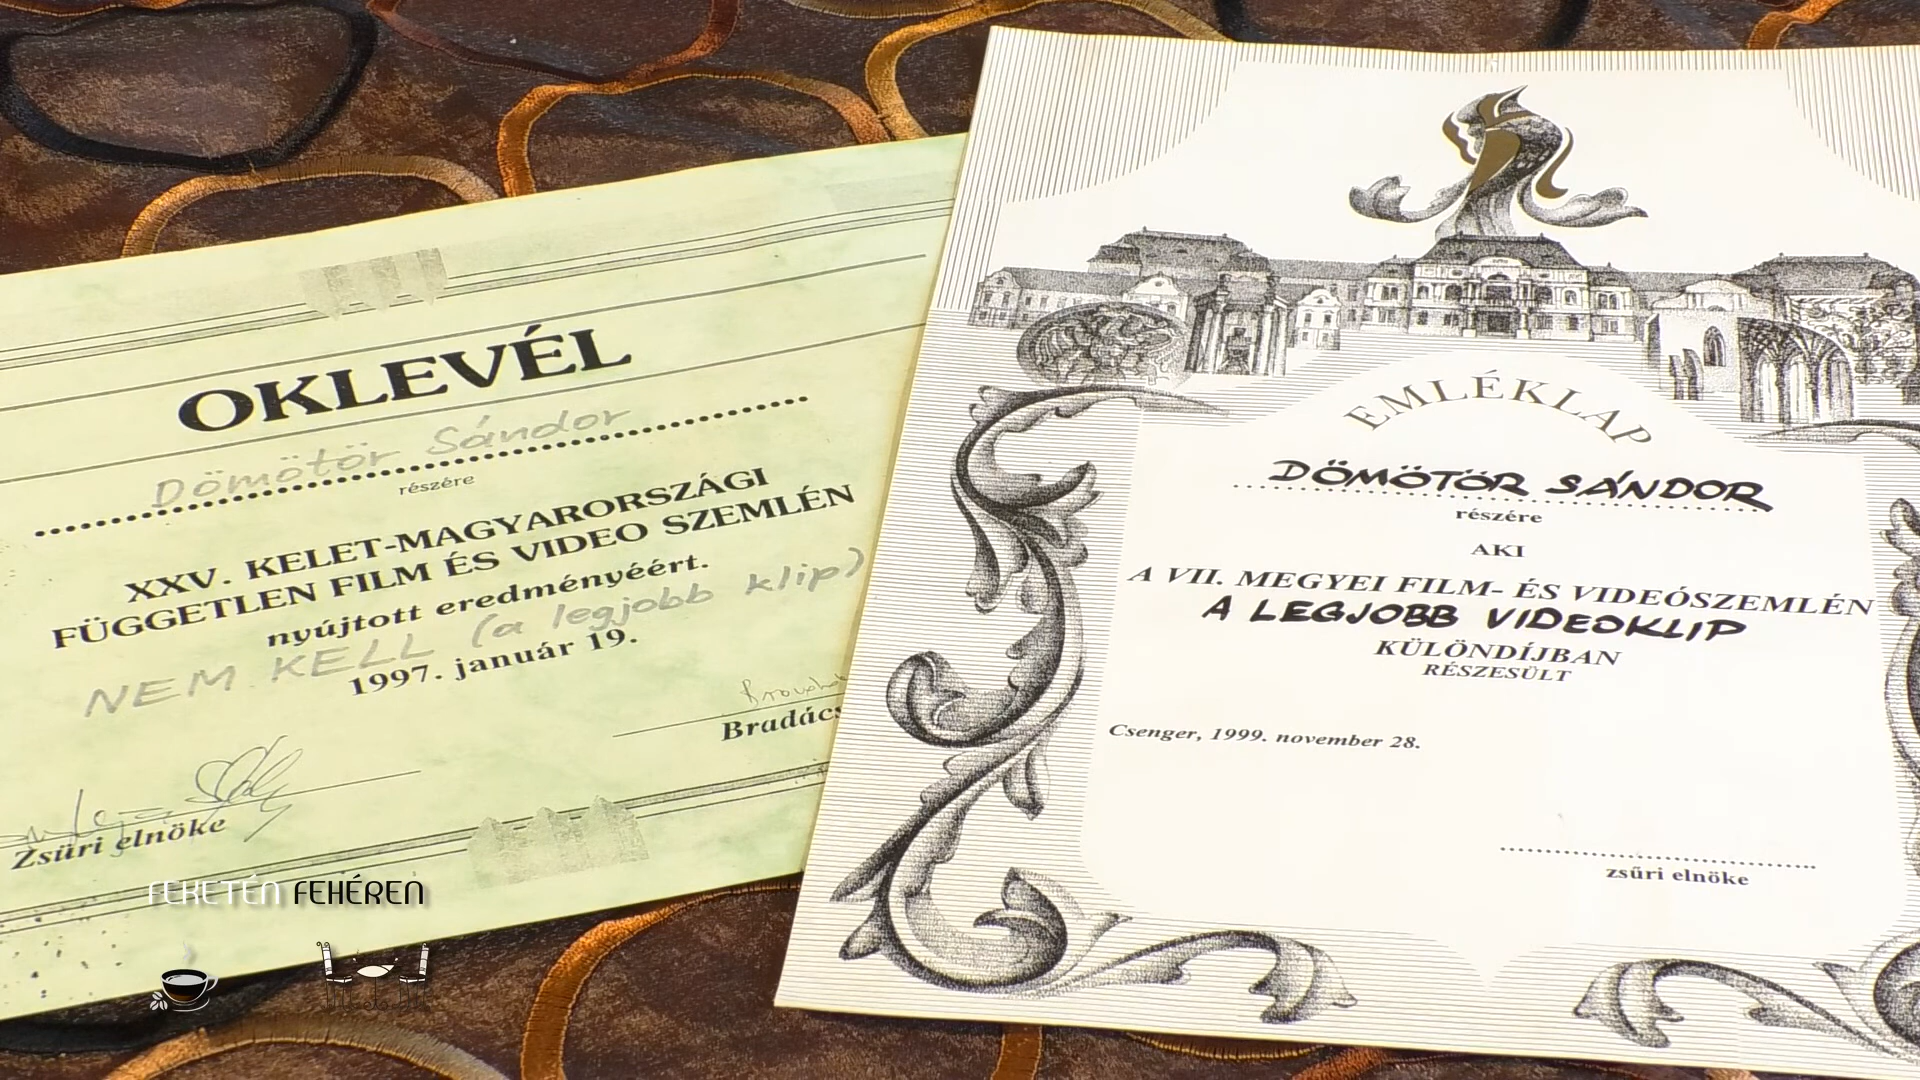 OKLEVÉL
Dömötör Sándor
részére
XXV. KELET-MAGYARORSZÁGI
FÜGGETLEN FILM ÉS VIDEO SZEMLÉN
nyújtott eredményéért.
NEM KELL (a legjobb klip)
1997. január 19.
Bradács
Zsüri elnöke
EMLÉKLAP
DÖMÖTÖR SÁNDOR
részére
AKI
A VII. MEGYEI FILM- ÉS VIDEÓSZEMLÉN
A LEGJOBB VIDEOKLIP
KÜLÖNDÍJBAN
RÉSZESÜLT
Csenger, 1999. november 28.
zsűri elnöke
FEKETÉN FEHÉREN